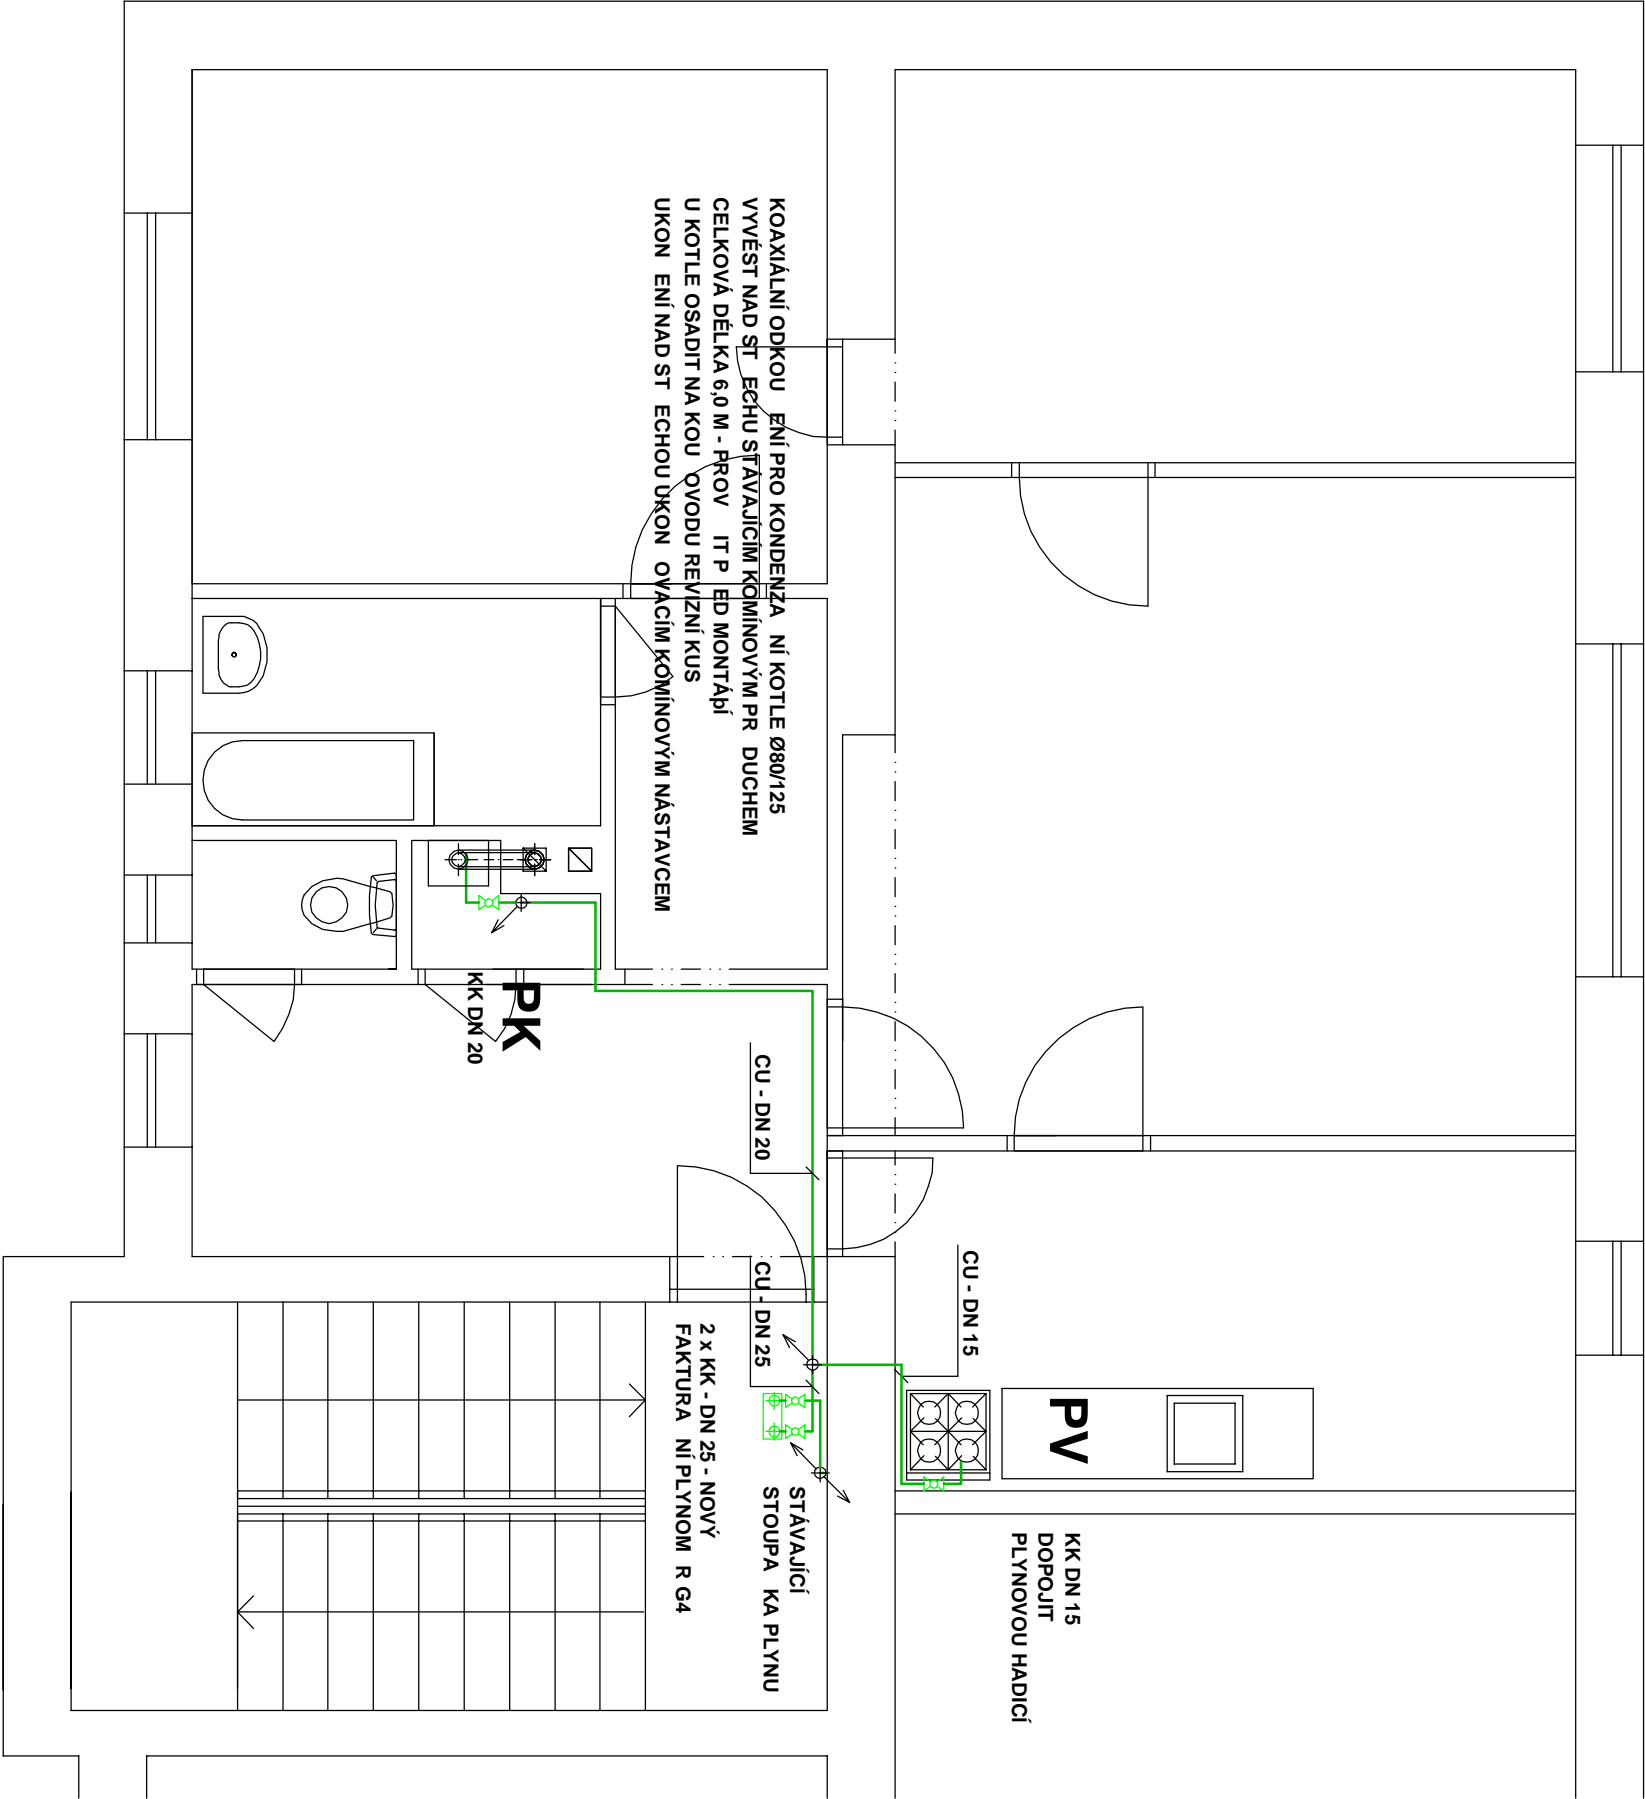 KOAXIÁLNÍ ODKOU ENÍ PRO KONDENZA NÍ KOTLE Ø80/125
VYVÉST NAD ST ECHU STÁVAJÍCÍM KOMÍNOVÝM PR DUCHEM
CELKOVÁ DÉLKA 6,0 M - PROV IT P ED MONTÁþÍ
U KOTLE OSADIT NA KOU OVODU REVIZNÍ KUS
UKON ENÍ NAD ST ECHOU UKON OVACÍM KOMÍNOVÝM NÁSTAVCEM
PK
KK DN 20
CU - DN 20
CU - DN 25
CU - DN 15
PV
2 x KK - DN 25 - NOVÝ
FAKTURA NÍ PLYNOM R G4
STÁVAJÍCÍ
STOUPA KA PLYNU
KK DN 15
DOPOJIT
PLYNOVOU HADICÍ